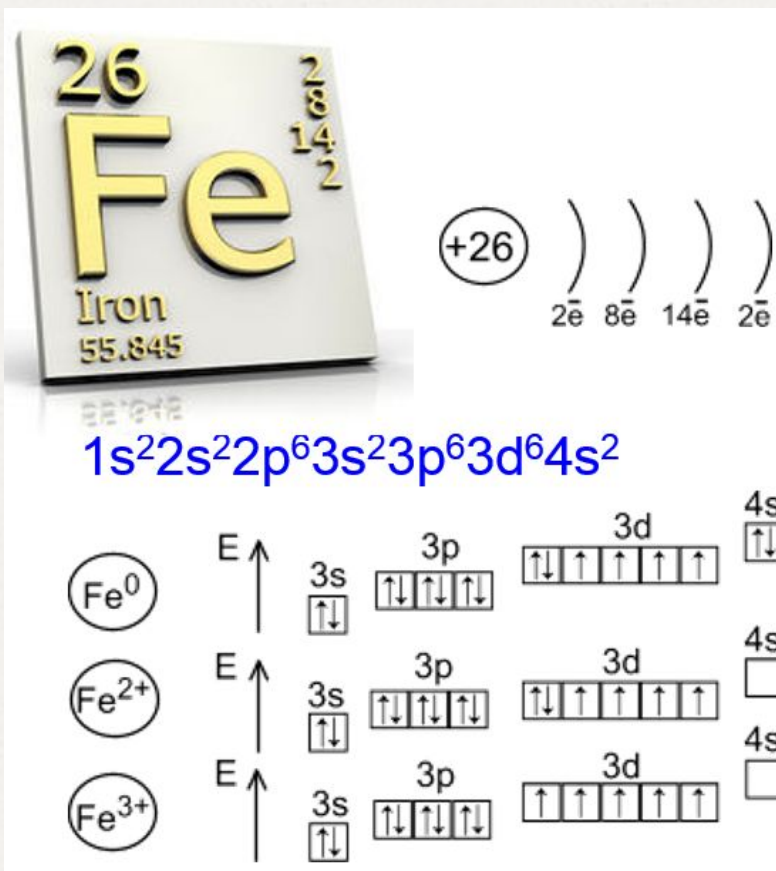 26
2
8
14
2
Fe
Iron
55.845
+26
2ē 8ē 14ē 2ē
1s²2s²2p⁶3s²3p⁶3d⁶4s²
Fe⁰
E
3s
3p
3d
4s
Fe²⁺
E
3s
3p
3d
4s
Fe³⁺
E
3s
3p
3d
4s